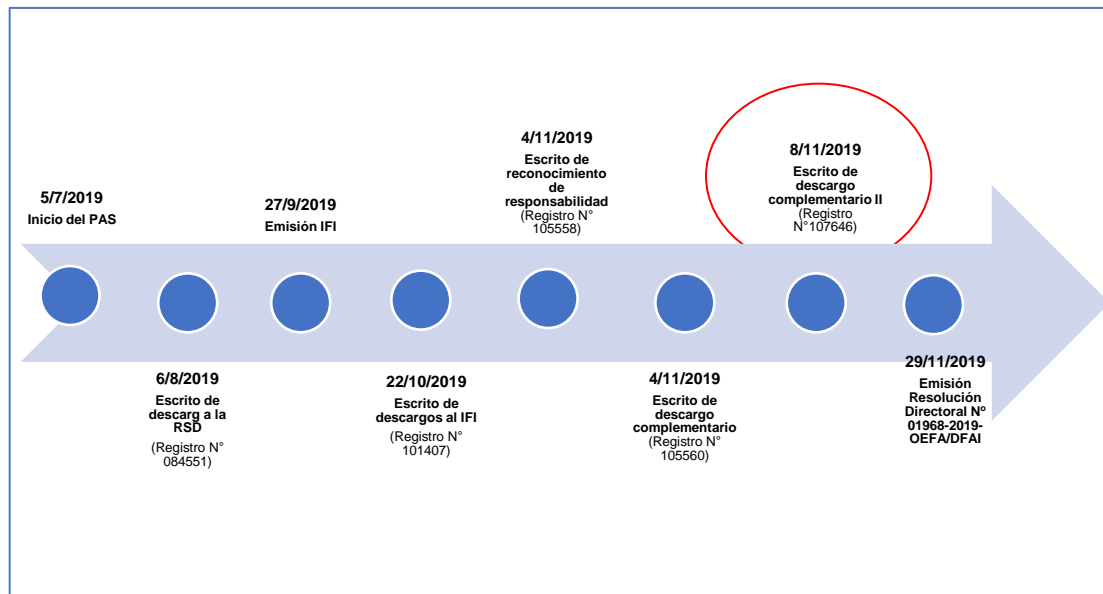 5/7/2019
Inicio del PAS
6/8/2019
Escrito de
descarg a la
RSD
(Registro N°
084551)
27/9/2019
Emisión IFI
22/10/2019
Escrito de
descargos al IFI
(Registro N°
101407)
4/11/2019
Escrito de
reconocimiento
de
responsabilidad
(Registro N°
105558)
4/11/2019
Escrito de
descargo
complementario
(Registro N°
105560)
8/11/2019
Escrito de
descargo
complementario II
(Registro
N°107646)
29/11/2019
Emisión
Resolución
Directoral Nº
01968-2019-
OEFA/DFAI